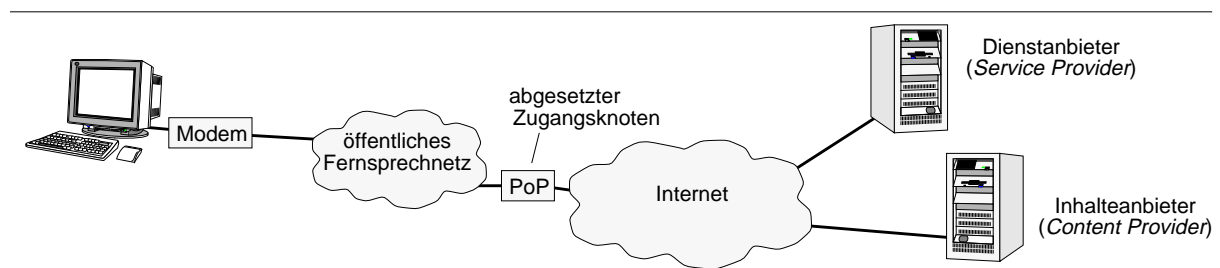 Dienstanbieter
(Service Provider)
abgesetzter
Zugangsknoten
Modem
öffentliches
Fernsprechnetz
PoP
Internet
Inhalteanbieter
(Content Provider)